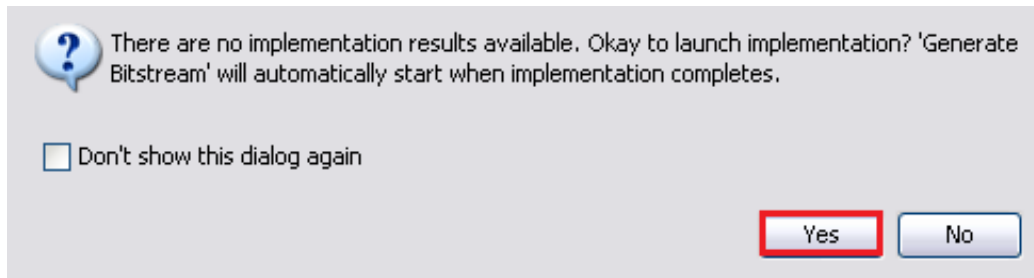 There are no implementation results available. Okay to launch implementation? 'Generate
Bitstream' will automatically start when implementation completes.
Don't show this dialog again
Yes No